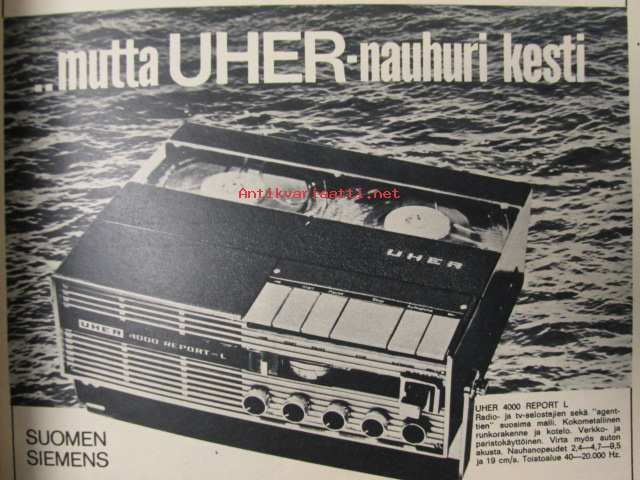 ..mutta UHER-nauhuri kesti
Antikvariaatti.net
UHER
UHER 4000 REPORT-L
UHER 4000 REPORT L
Radio- ja tv-selostajien sekä "agent-
tien" suosima malli. Kokometallinen
runkorakenne ja kotelo. Verkko- ja
paristokäyttöinen. Virta myös auton
akusta. Nauhanopeudet 2,4—4,7—9,5
ja 19 cm/s. Toistoalue 40—20.000 Hz.
SUOMEN
SIEMENS